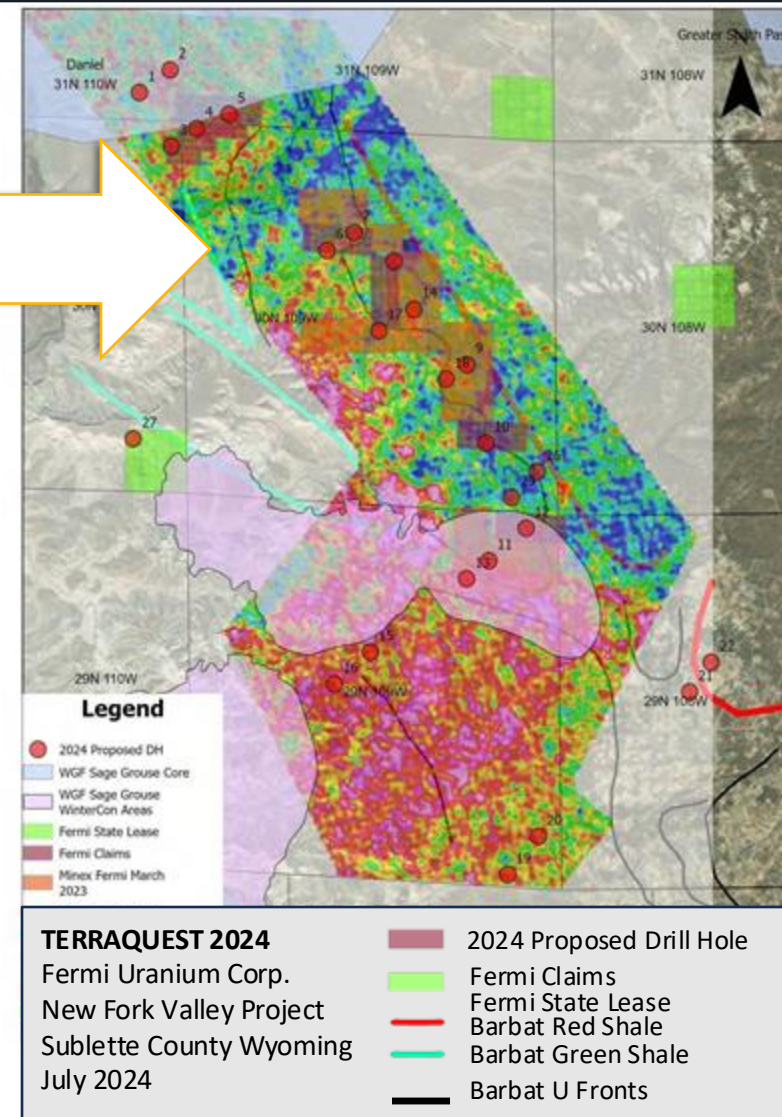 Greater South Pas
Daniel
31N 110W
31N 109W
31N 108W
1
2
4
5
6
7
14
17
30N 109W
30N 108W
9
18
10
27
12
11
13
15
16
29N 109W
22
21
29N 108W
29N 110W
20
19
Legend
2024 Proposed DH
WGF Sage Grouse Core
WGF Sage Grouse
WinterCon Areas
Fermi State Lease
Fermi Claims
Minex Fermi March
2023
TERRAQUEST 2024
Fermi Uranium Corp.
New Fork Valley Project
Sublette County Wyoming
July 2024
2024 Proposed Drill Hole
Fermi Claims
Fermi State Lease
Barbat Red Shale
Barbat Green Shale
Barbat U Fronts